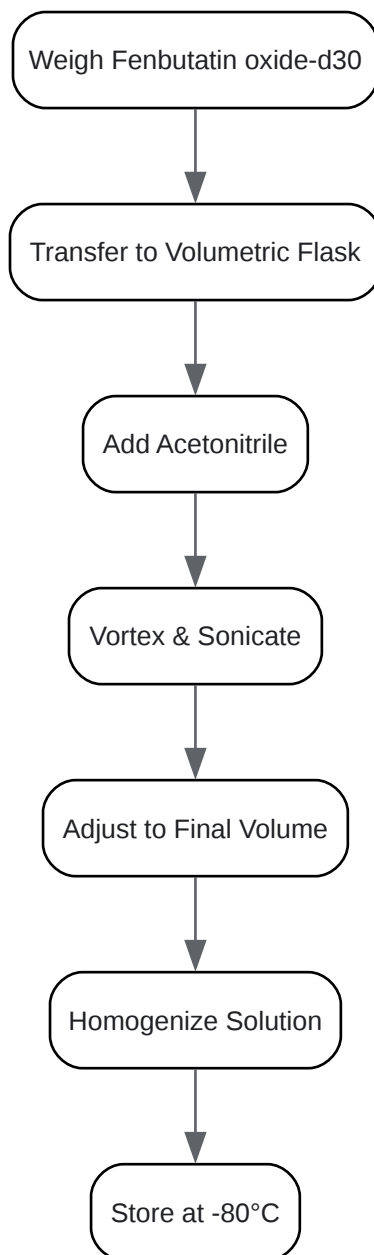 Weigh Fenbutatin oxide-d30
Transfer to Volumetric Flask
Add Acetonitrile
Vortex & Sonicate
Adjust to Final Volume
Homogenize Solution
Store at -80°C